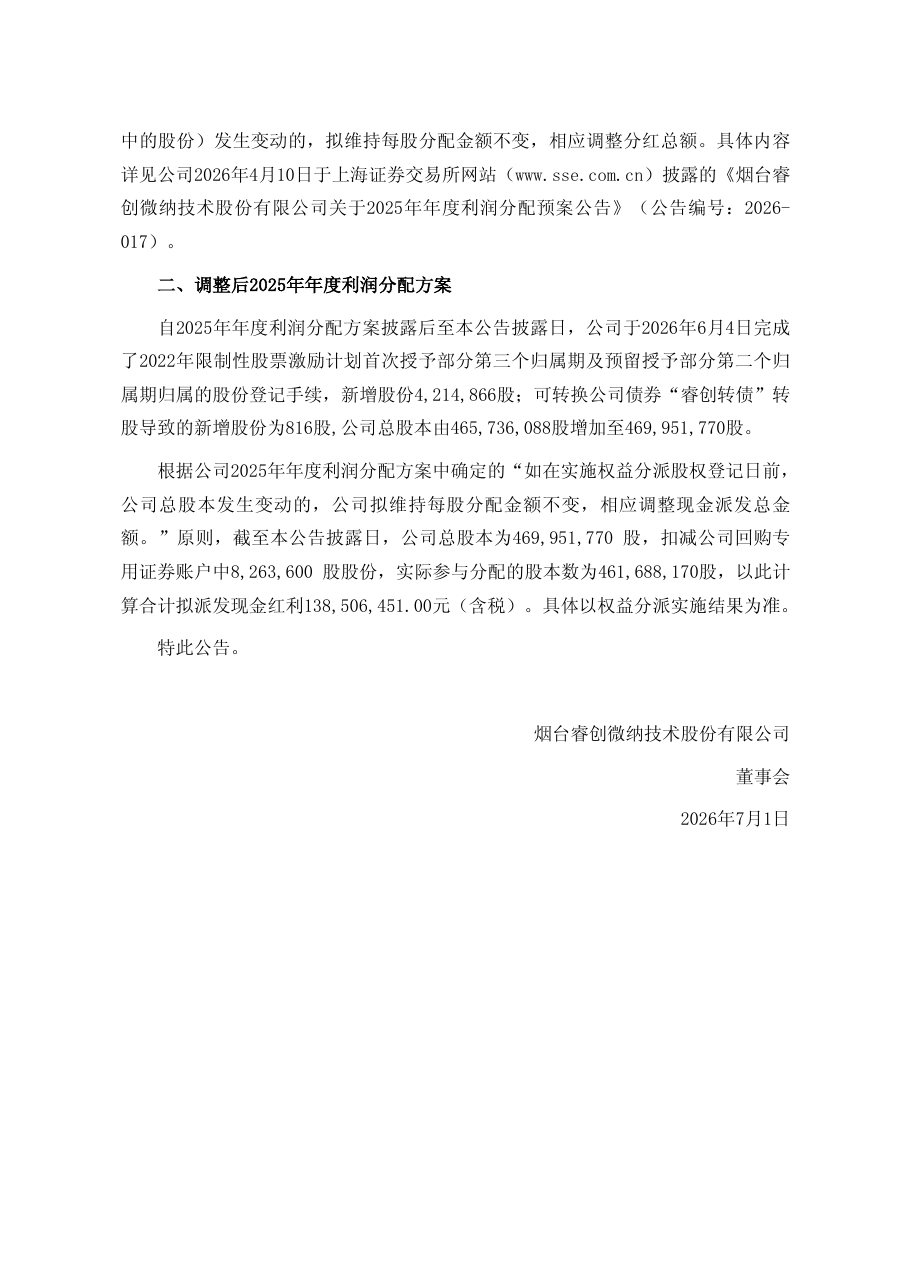 中的股份）发生变动的，拟维持每股分配金额不变，相应调整分红总额。具体内容
详见公司2026年4月10日于上海证券交易所网站（www.sse.com.cn）披露的《烟台睿
创微纳技术股份有限公司关于2025年年度利润分配预案公告》（公告编号：2026-
017）。
二、调整后2025年年度利润分配方案
自2025年年度利润分配方案披露后至本公告披露日，公司于2026年6月4日完成
了2022年限制性股票激励计划首次授予部分第三个归属期及预留授予部分第二个归
属期归属的股份登记手续，新增股份4,214,866股；可转换公司债券“睿创转债”转
股导致的新增股份为816股,公司总股本由465,736,088股增加至469,951,770股。
根据公司2025年年度利润分配方案中确定的“如在实施权益分派股权登记日前，
公司总股本发生变动的，公司拟维持每股分配金额不变，相应调整现金派发总金
额。”原则，截至本公告披露日，公司总股本为469,951,770 股，扣减公司回购专
用证券账户中8,263,600 股股份，实际参与分配的股本数为461,688,170股，以此计
算合计拟派发现金红利138,506,451.00元（含税）。具体以权益分派实施结果为准。
特此公告。
烟台睿创微纳技术股份有限公司
董事会
2026年7月1日